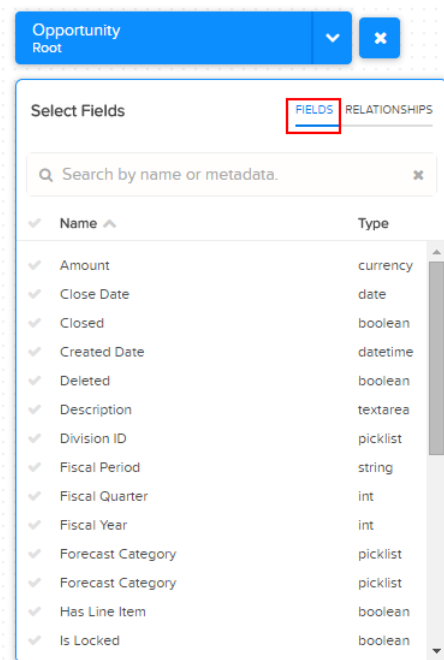 Opportunity
Root
Select Fields FIELDS RELATIONSHIPS
Search by name or metadata.
Name Type
Amount currency
Close Date date
Closed boolean
Created Date datetime
Deleted boolean
Description textarea
Division ID picklist
Fiscal Period string
Fiscal Quarter int
Fiscal Year int
Forecast Category picklist
Forecast Category picklist
Has Line Item boolean
Is Locked boolean